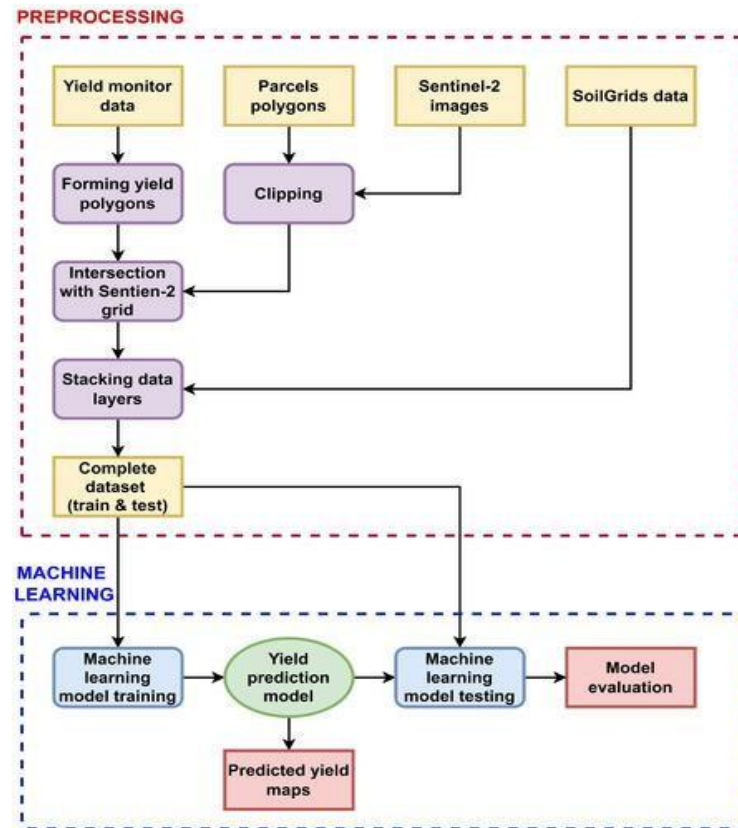 PREPROCESSING
Yield monitor
data
Parcels
polygons
Sentinel-2
images
SoilGrids data
Forming yield
polygons
Clipping
Intersection
with Sentien-2
grid
Stacking data
layers
Complete
dataset
(train & test)
MACHINE
LEARNING
Machine
learning
model training
Yield
prediction
model
Machine
learning
model testing
Model
evaluation
Predicted yield
maps